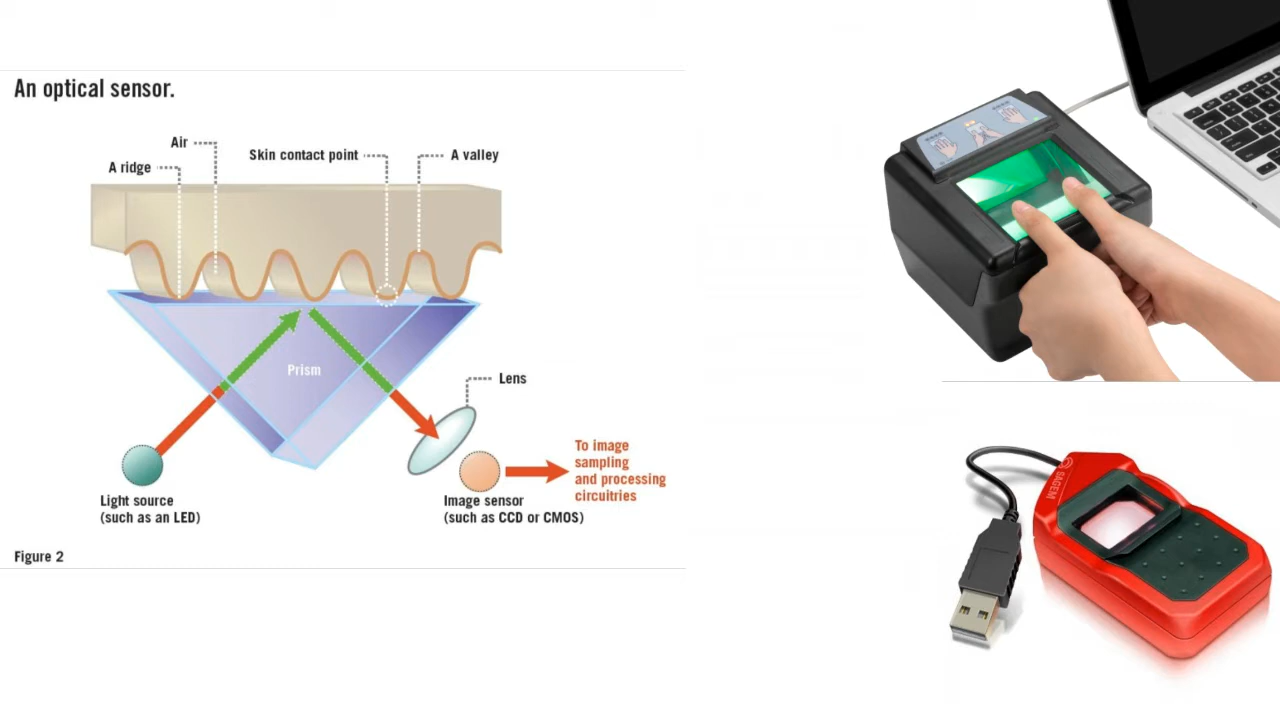 An optical sensor.
Air
A ridge
Skin contact point
A valley
Prism
Lens
To image
sampling
and processing
circuitries
Light source
(such as an LED)
Image sensor
(such as CCD or CMOS)
Figure 2
SAGEM